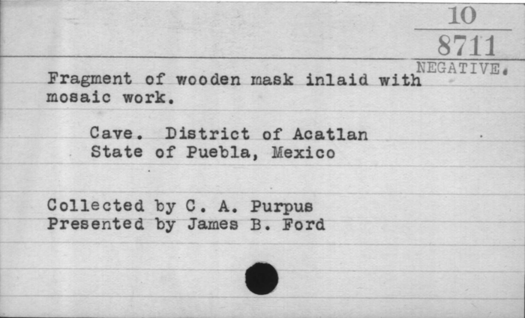 10
8711
NEGATIVE.
Fragment of wooden mask inlaid with
mosaic work.
Cave. District of Acatlan
State of Puebla, Mexico
Collected by C. A. Purpus
Presented by James B. Ford